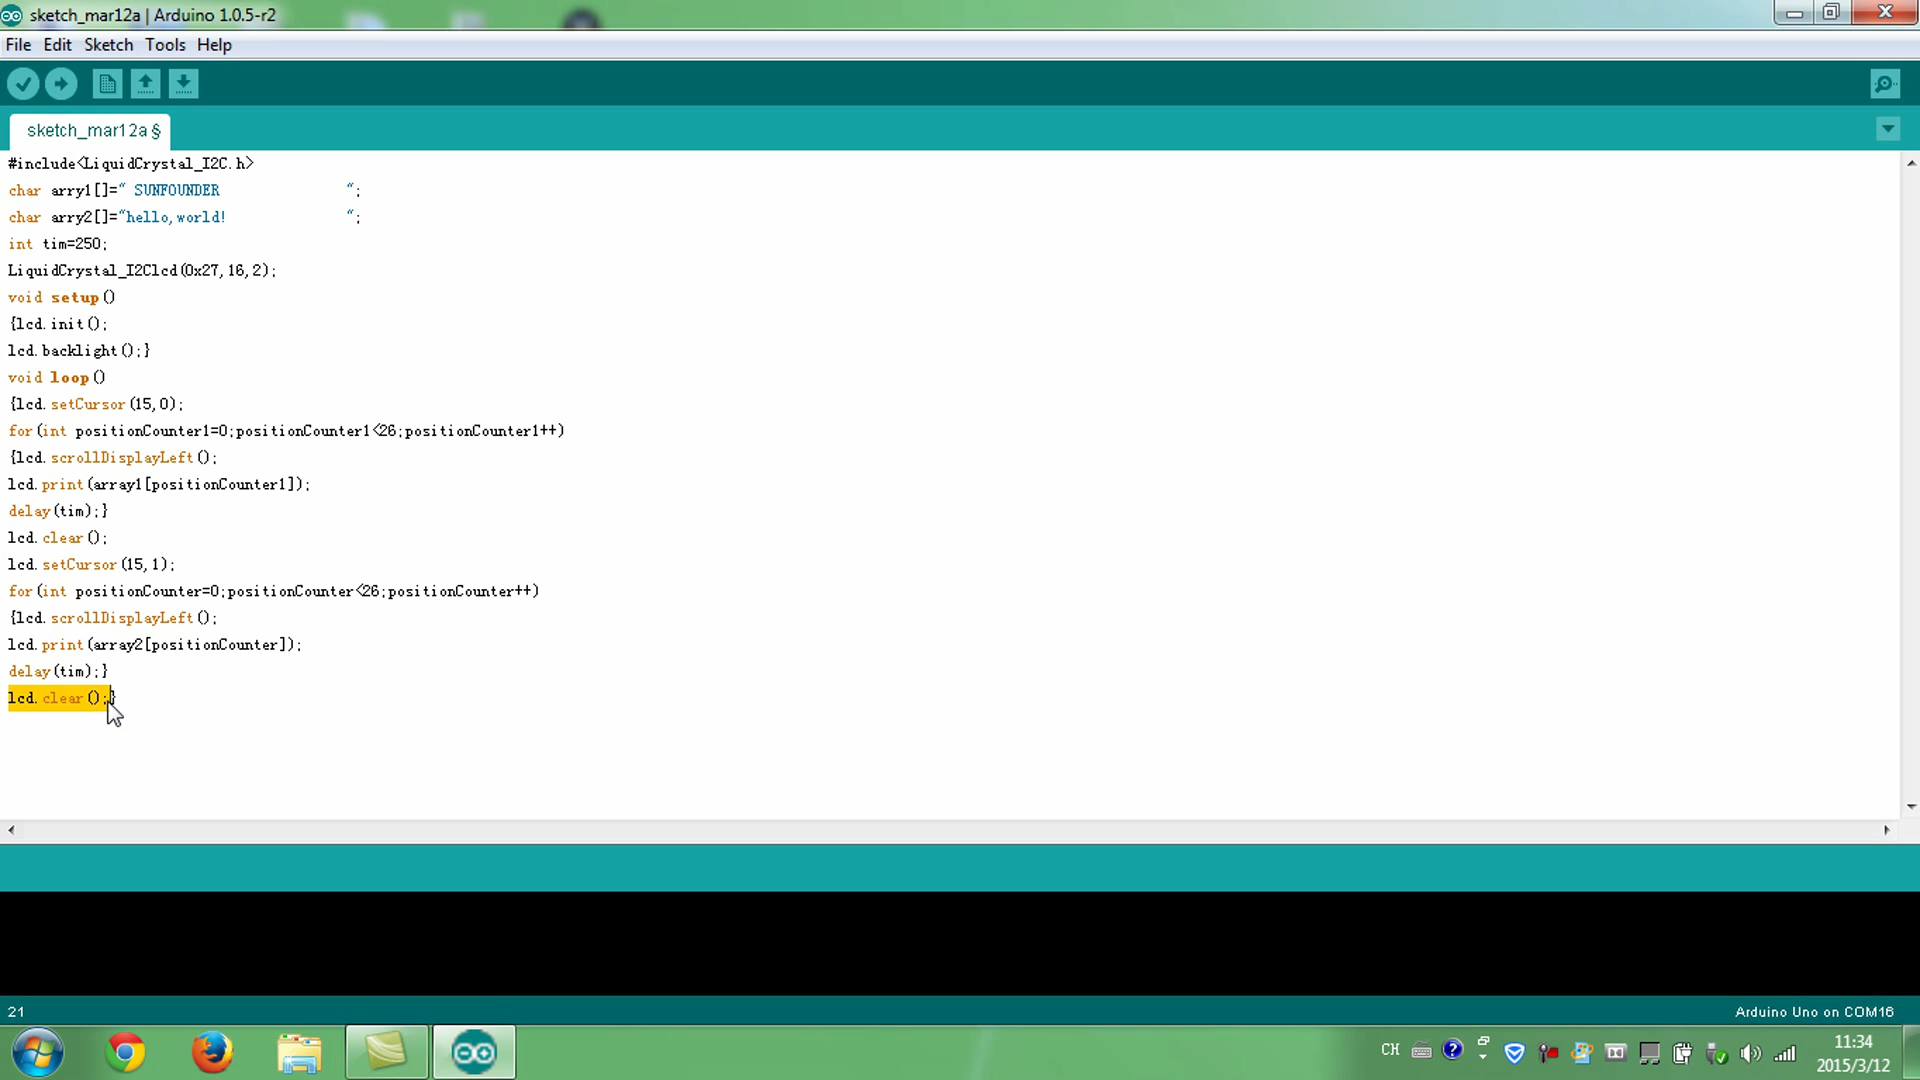 sketch_mar12a | Arduino 1.0.5-r2
File Edit Sketch Tools Help
sketch_mar12a §
#include<LiquidCrystal_I2C.h>
char arry1[]=" SUNFOUNDER               ";
char arry2[]="hello,world!              ";
int tim=250;
LiquidCrystal_I2Clcd(0x27,16,2);
void setup()
{lcd.init();
lcd.backlight();}
void loop()
{lcd.setCursor(15,0);
for(int positionCounter1=0;positionCounter1<26;positionCounter1++)
{lcd.scrollDisplayLeft();
lcd.print(array1[positionCounter1]);
delay(tim);}
lcd.clear();
lcd.setCursor(15,1);
for(int positionCounter=0;positionCounter<26;positionCounter++)
{lcd.scrollDisplayLeft();
lcd.print(array2[positionCounter]);
delay(tim);}
lcd.clear();}
21
Arduino Uno on COM16
CH
11:34
2015/3/12